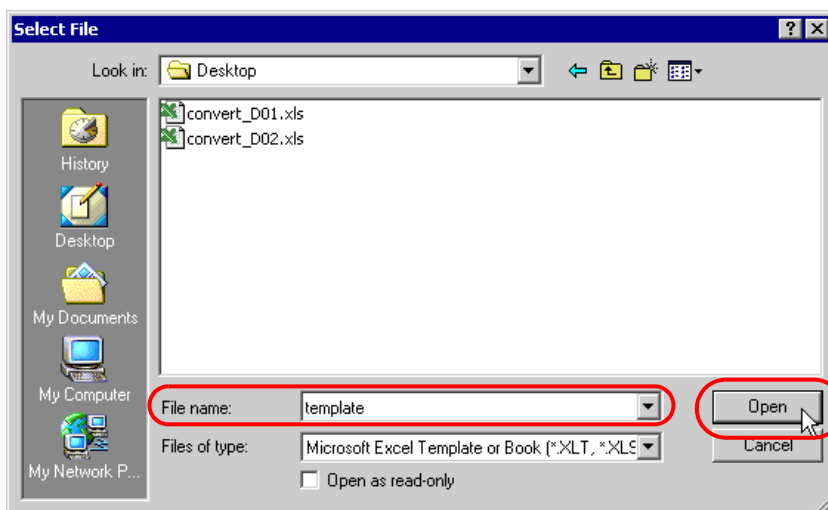 Select File
Look in: Desktop
convert_D01.xls
convert_D02.xls
History
Desktop
My Documents
My Computer
My Network P...
File name: template Open
Files of type: Microsoft Excel Template or Book (*.XLT, *.XLS Cancel
Open as read-only